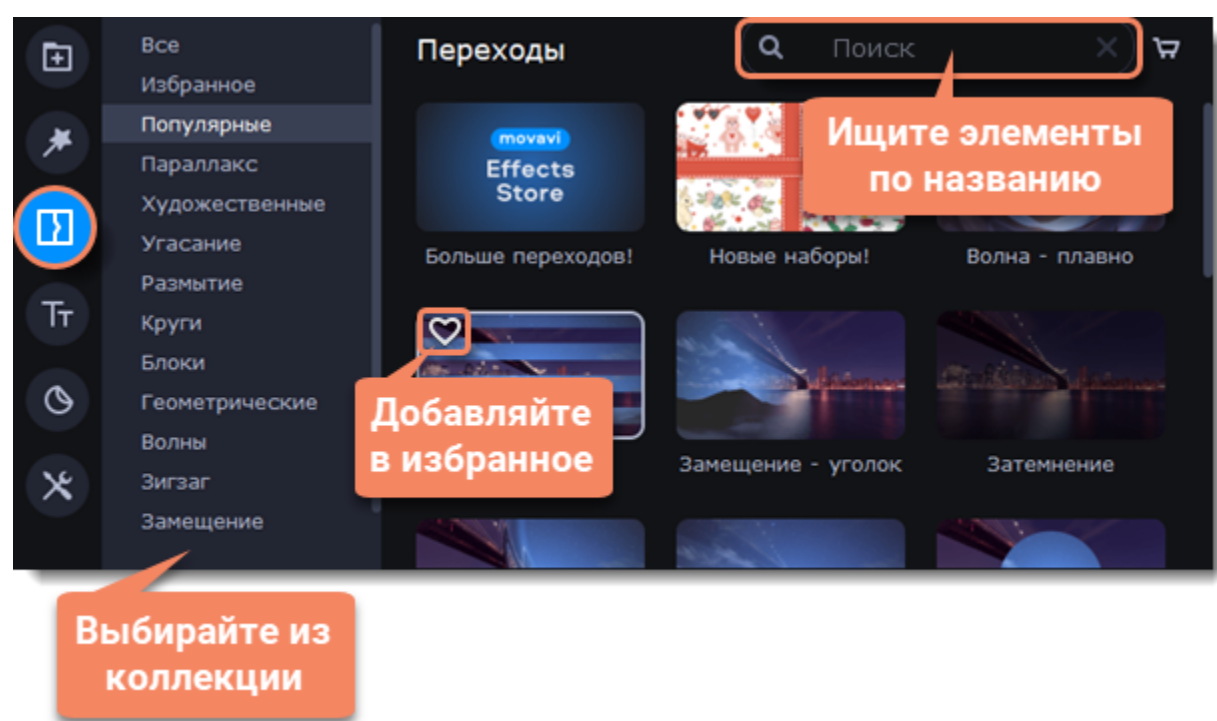 Все
Избранное
Популярные
Параллакс
Художественные
Угасание
Размытие
Круги
Блоки
Геометрические
Волны
Зигзаг
Замещение
Переходы
Поиск
Ищите элементы
по названию
movavi
Effects
Store
Больше переходов!
Новые наборы!
Волна - плавно
Добавляйте
в избранное
Замещение - уголок
Затемнение
Тт
Выбирайте из
коллекции